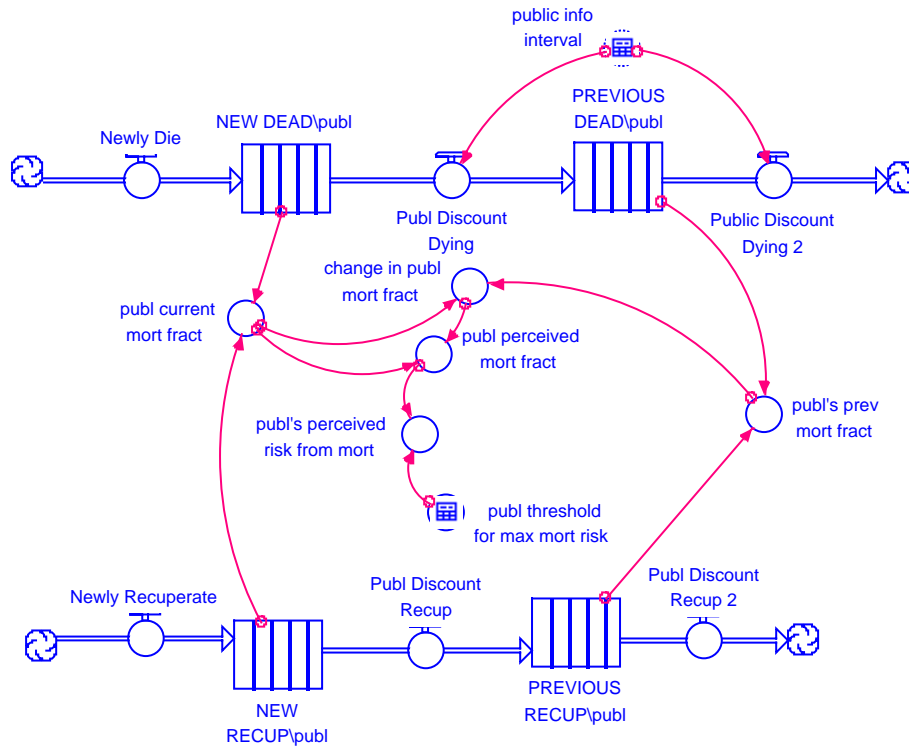 public info
interval
PREVIOUS
DEAD\publ
NEW DEAD\publ
Newly Die
Publ Discount
Dying
Public Discount
Dying 2
change in publ
mort fract
publ current
mort fract
publ perceived
mort fract
publ's prev
mort fract
publ's perceived
risk from mort
publ threshold
for max mort risk
Newly Recuperate
Publ Discount
Recup
Publ Discount
Recup 2
NEW
RECUP\publ
PREVIOUS
RECUP\publ